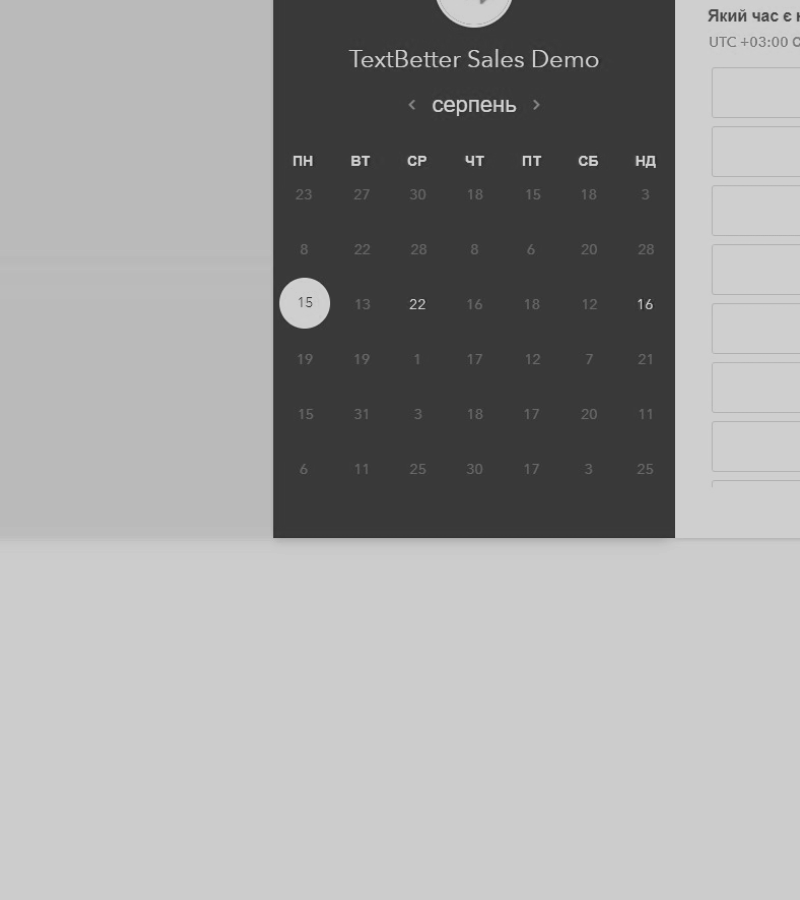 Який час є
UTC +03:00
TextBetter Sales Demo
‹ серпень ›
ПН ВТ СР ЧТ ПТ СБ НД
23 27 30 18 15 18 3
8 22 28 8 6 20 28
15 13 22 16 18 12 16
19 19 1 17 12 7 21
15 31 3 18 17 20 11
6 11 25 30 17 3 25